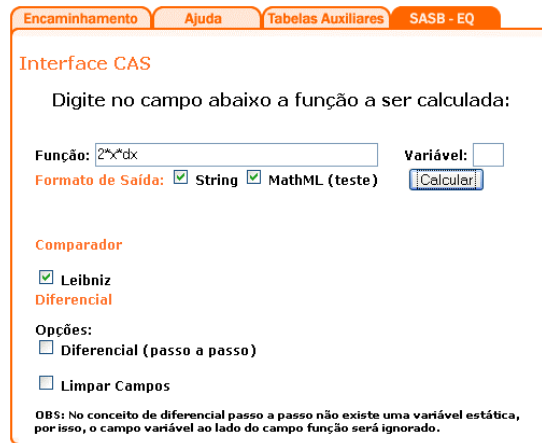 Encaminhamento Ajuda Tabelas Auxiliares SASB - EQ
Interface CAS
Digite no campo abaixo a função a ser calculada:
Função: 2*x*dx Variável:
Formato de Saída: String MathML (teste) Calcular
Comparador
Leibniz
Diferencial
Opções:
Diferencial (passo a passo)
Limpar Campos
OBS: No conceito de diferencial passo a passo não existe uma variável estática,
por isso, o campo variável ao lado do campo função será ignorado.